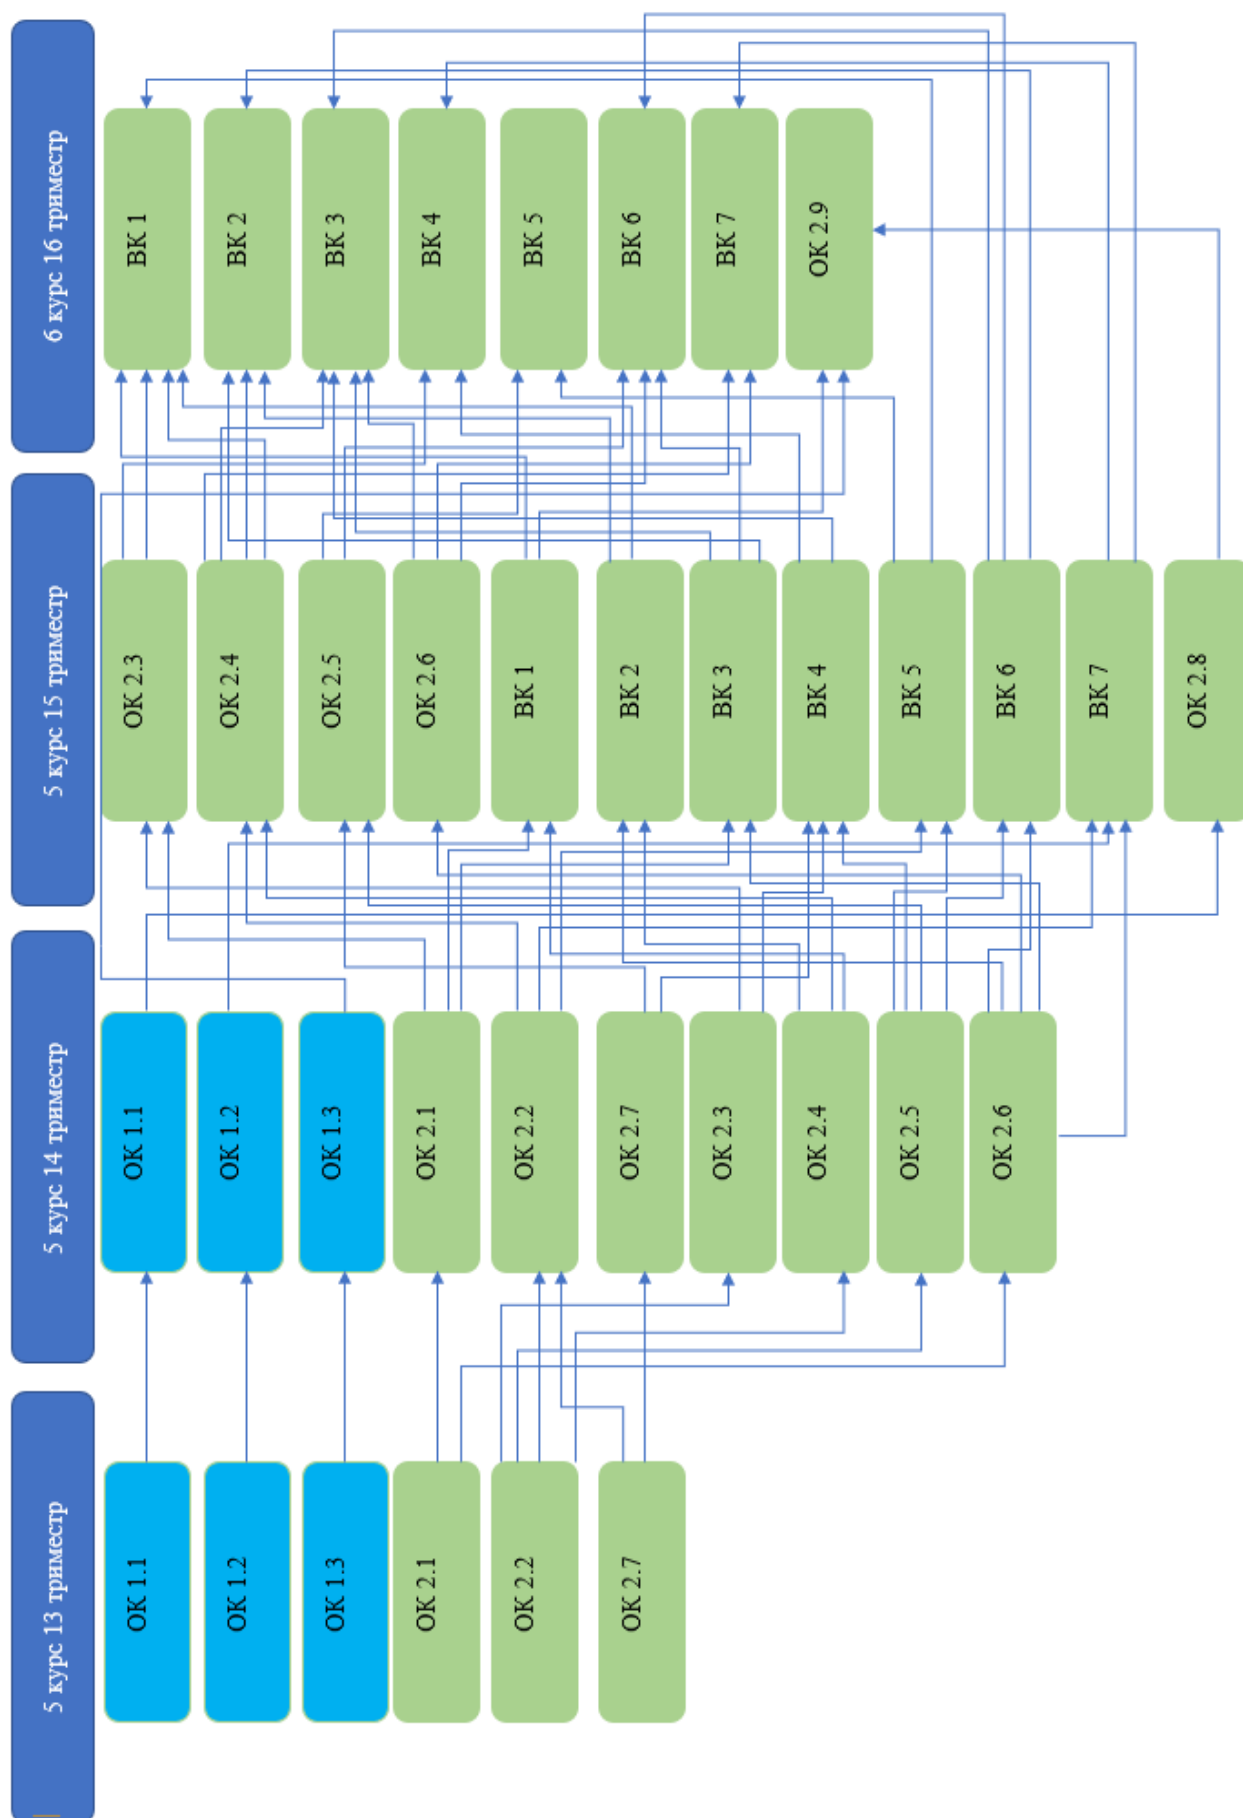 5 курс 13 триместр
ОК 1.1
ОК 1.2
ОК 1.3
ОК 2.1
ОК 2.2
ОК 2.7
5 курс 14 триместр
ОК 1.1
ОК 1.2
ОК 1.3
ОК 2.1
ОК 2.2
ОК 2.7
ОК 2.3
ОК 2.4
ОК 2.5
ОК 2.6
5 курс 15 триместр
ОК 2.3
ОК 2.4
ОК 2.5
ОК 2.6
ВК 1
ВК 2
ВК 3
ВК 4
ВК 5
ВК 6
ВК 7
ОК 2.8
6 курс 16 триместр
ВК 1
ВК 2
ВК 3
ВК 4
ВК 5
ВК 6
ВК 7
ОК 2.9